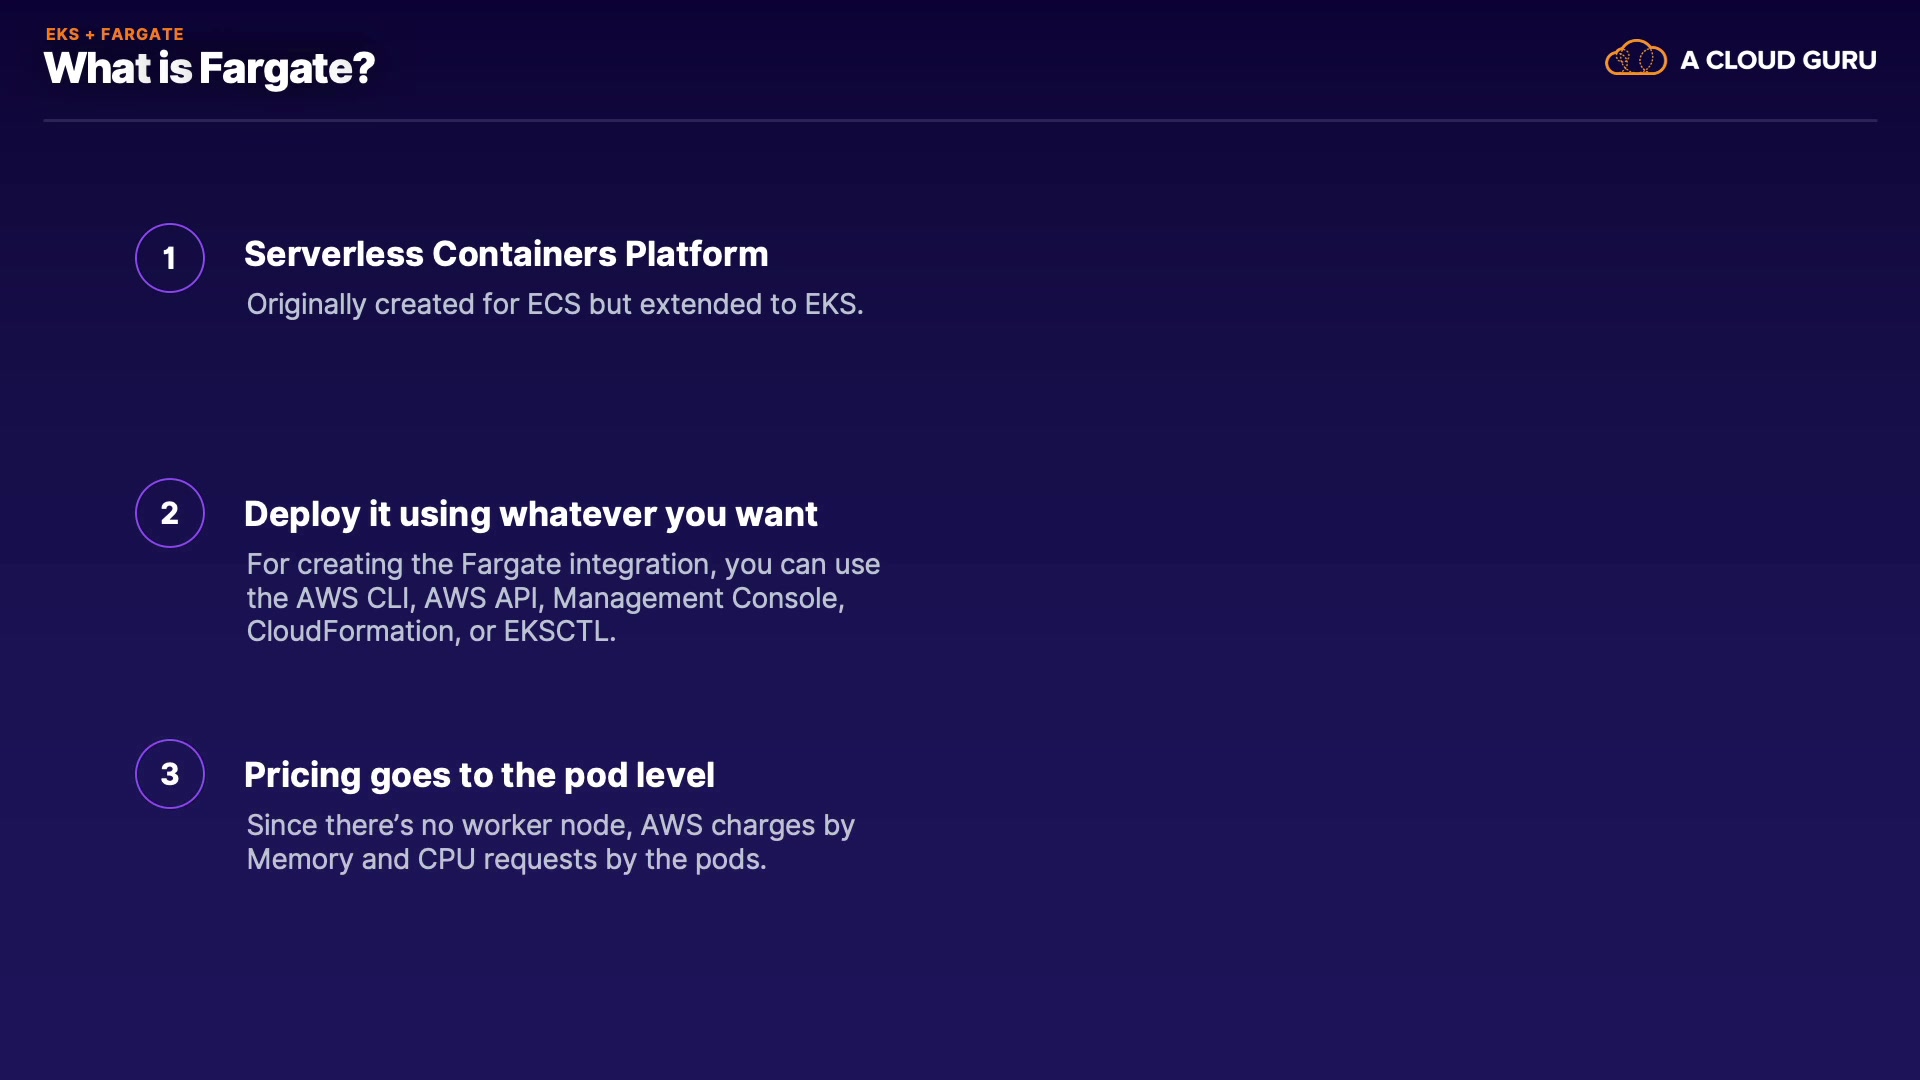 EKS + FARGATE
What is Fargate?
A CLOUD GURU
1
Serverless Containers Platform
Originally created for ECS but extended to EKS.
2
Deploy it using whatever you want
For creating the Fargate integration, you can use
the AWS CLI, AWS API, Management Console,
CloudFormation, or EKSCTL.
3
Pricing goes to the pod level
Since there’s no worker node, AWS charges by
Memory and CPU requests by the pods.